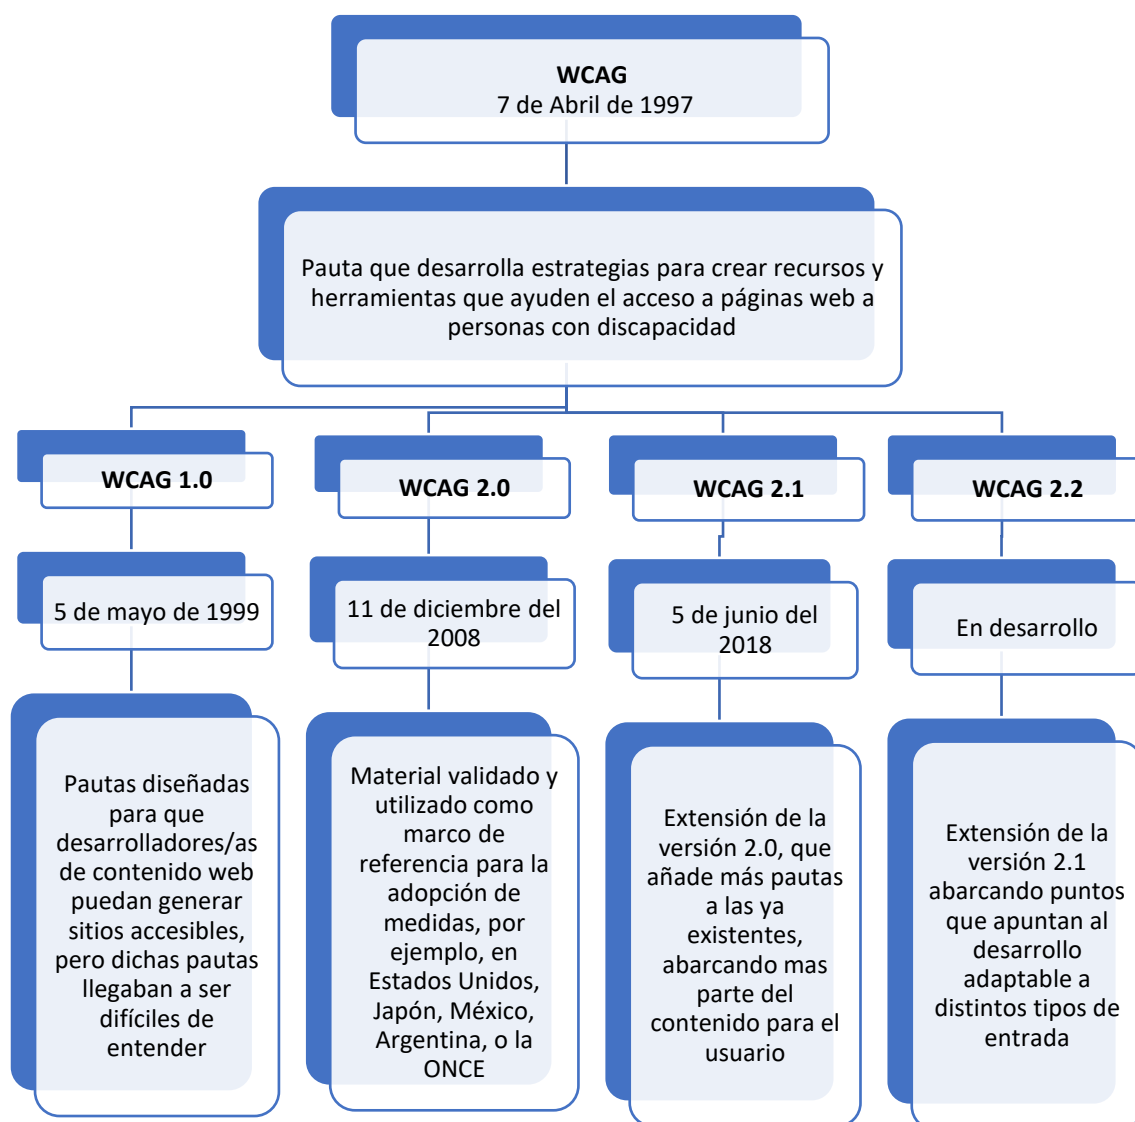 WCAG
7 de Abril de 1997
Pauta que desarrolla estrategias para crear recursos y
herramientas que ayuden el acceso a páginas web a
personas con discapacidad
WCAG 1.0
5 de mayo de 1999
Pautas diseñadas
para que
desarrolladores/as
de contenido web
puedan generar
sitios accesibles,
pero dichas pautas
llegaban a ser
difíciles de
entender
WCAG 2.0
11 de diciembre del
2008
Material validado y
utilizado como
marco de
referencia para la
adopción de
medidas, por
ejemplo, en
Estados Unidos,
Japón, México,
Argentina, o la
ONCE
WCAG 2.1
5 de junio del
2018
Extensión de la
versión 2.0, que
añade más pautas
a las ya
existentes,
abarcando mas
parte del
contenido para el
usuario
WCAG 2.2
En desarrollo
Extensión de la
versión 2.1
abarcando puntos
que apuntan al
desarrollo
adaptable a
distintos tipos de
entrada